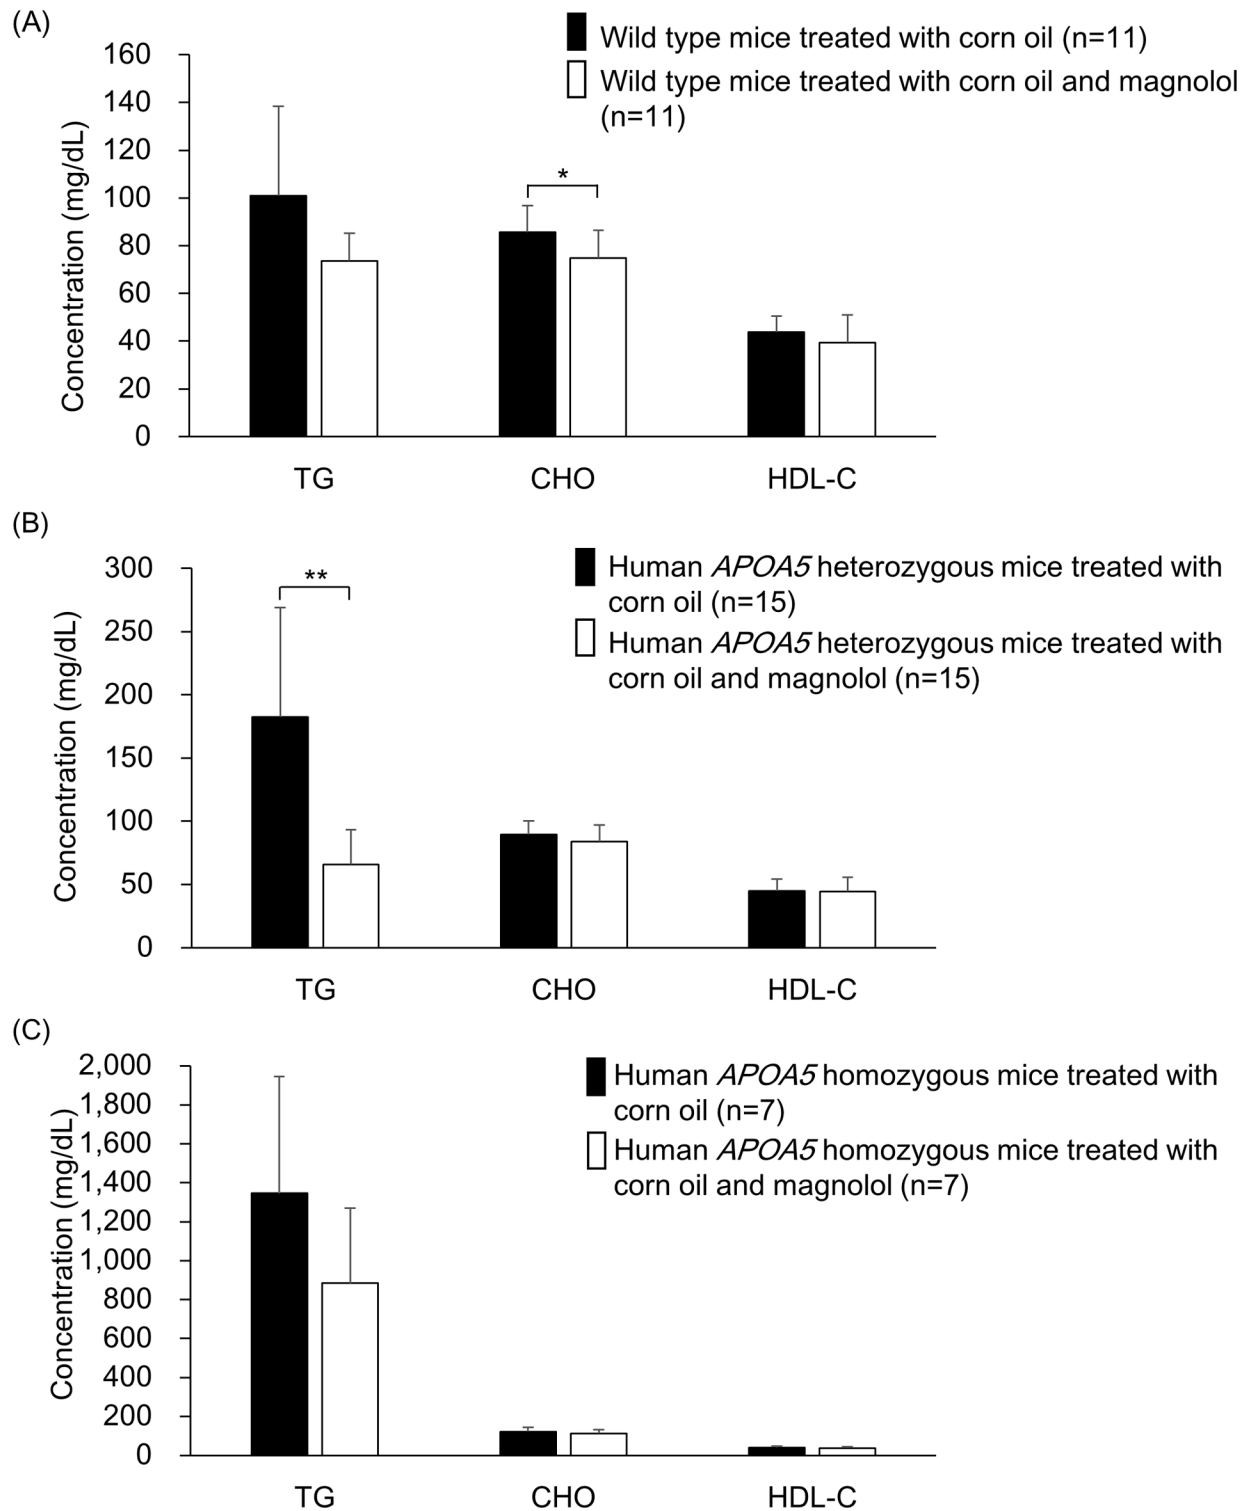 (A)
Wild type mice treated with corn oil (n=11)
Wild type mice treated with corn oil and magnolol
(n=11)
Concentration (mg/dL)
160
140
120
100
80
60
40
20
0
*
TG CHO HDL-C
(B)
Human APOA5 heterozygous mice treated with
corn oil (n=15)
Human APOA5 heterozygous mice treated with
corn oil and magnolol (n=15)
Concentration (mg/dL)
300
250
200
150
100
50
0
**
TG CHO HDL-C
(C)
Human APOA5 homozygous mice treated with
corn oil (n=7)
Human APOA5 homozygous mice treated with
corn oil and magnolol (n=7)
Concentration (mg/dL)
2,000
1,800
1,600
1,400
1,200
1,000
800
600
400
200
0
TG CHO HDL-C